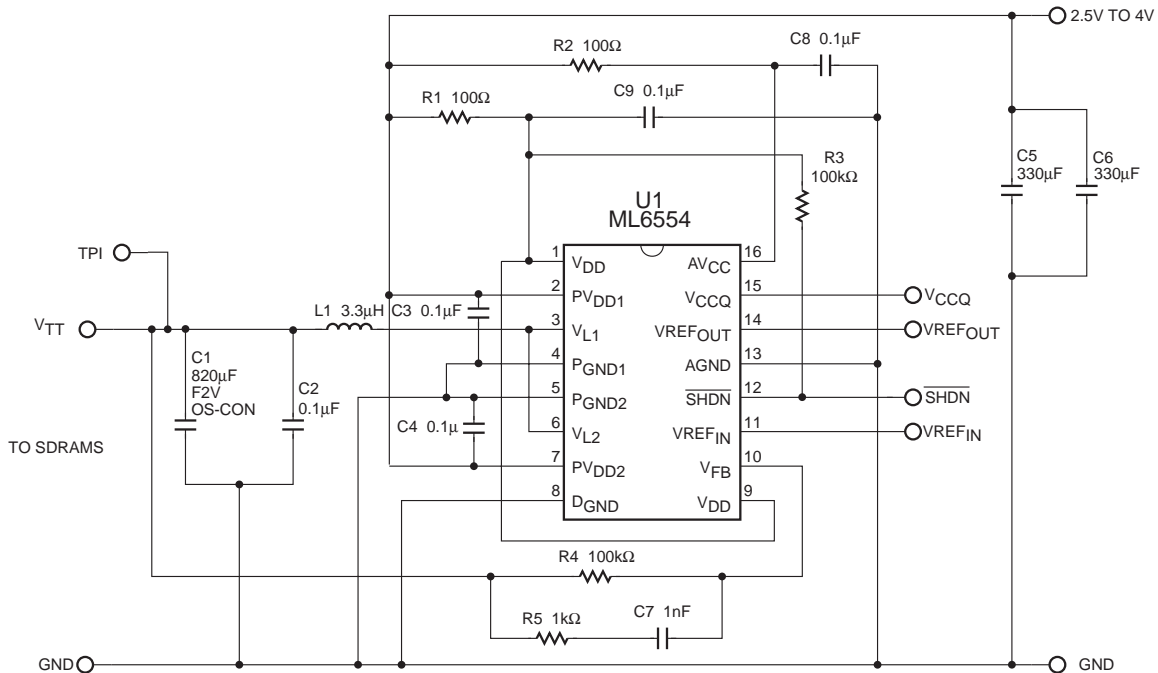 2.5V TO 4V
R2 100Ω
C8 0.1µF
R1 100Ω
C9 0.1µF
R3
100kΩ
C5
330µF
C6
330µF
U1
ML6554
TPI
VTT
L1 3.3µH
C3 0.1µF
C1
820µF
F2V
OS-CON
C2
0.1µF
C4 0.1µ
TO SDRAMS
1 VDD
2 PVDD1
3 VL1
4 PGND1
5 PGND2
6 VL2
7 PVDD2
8 DGND
AVCC 16
VCCQ 15
VREFOUT 14
AGND 13
SHDN 12
VREFIN 11
VFB 10
VDD 9
VCCQ
VREFOUT
SHDN
VREFIN
R4 100kΩ
R5 1kΩ
C7 1nF
GND
GND